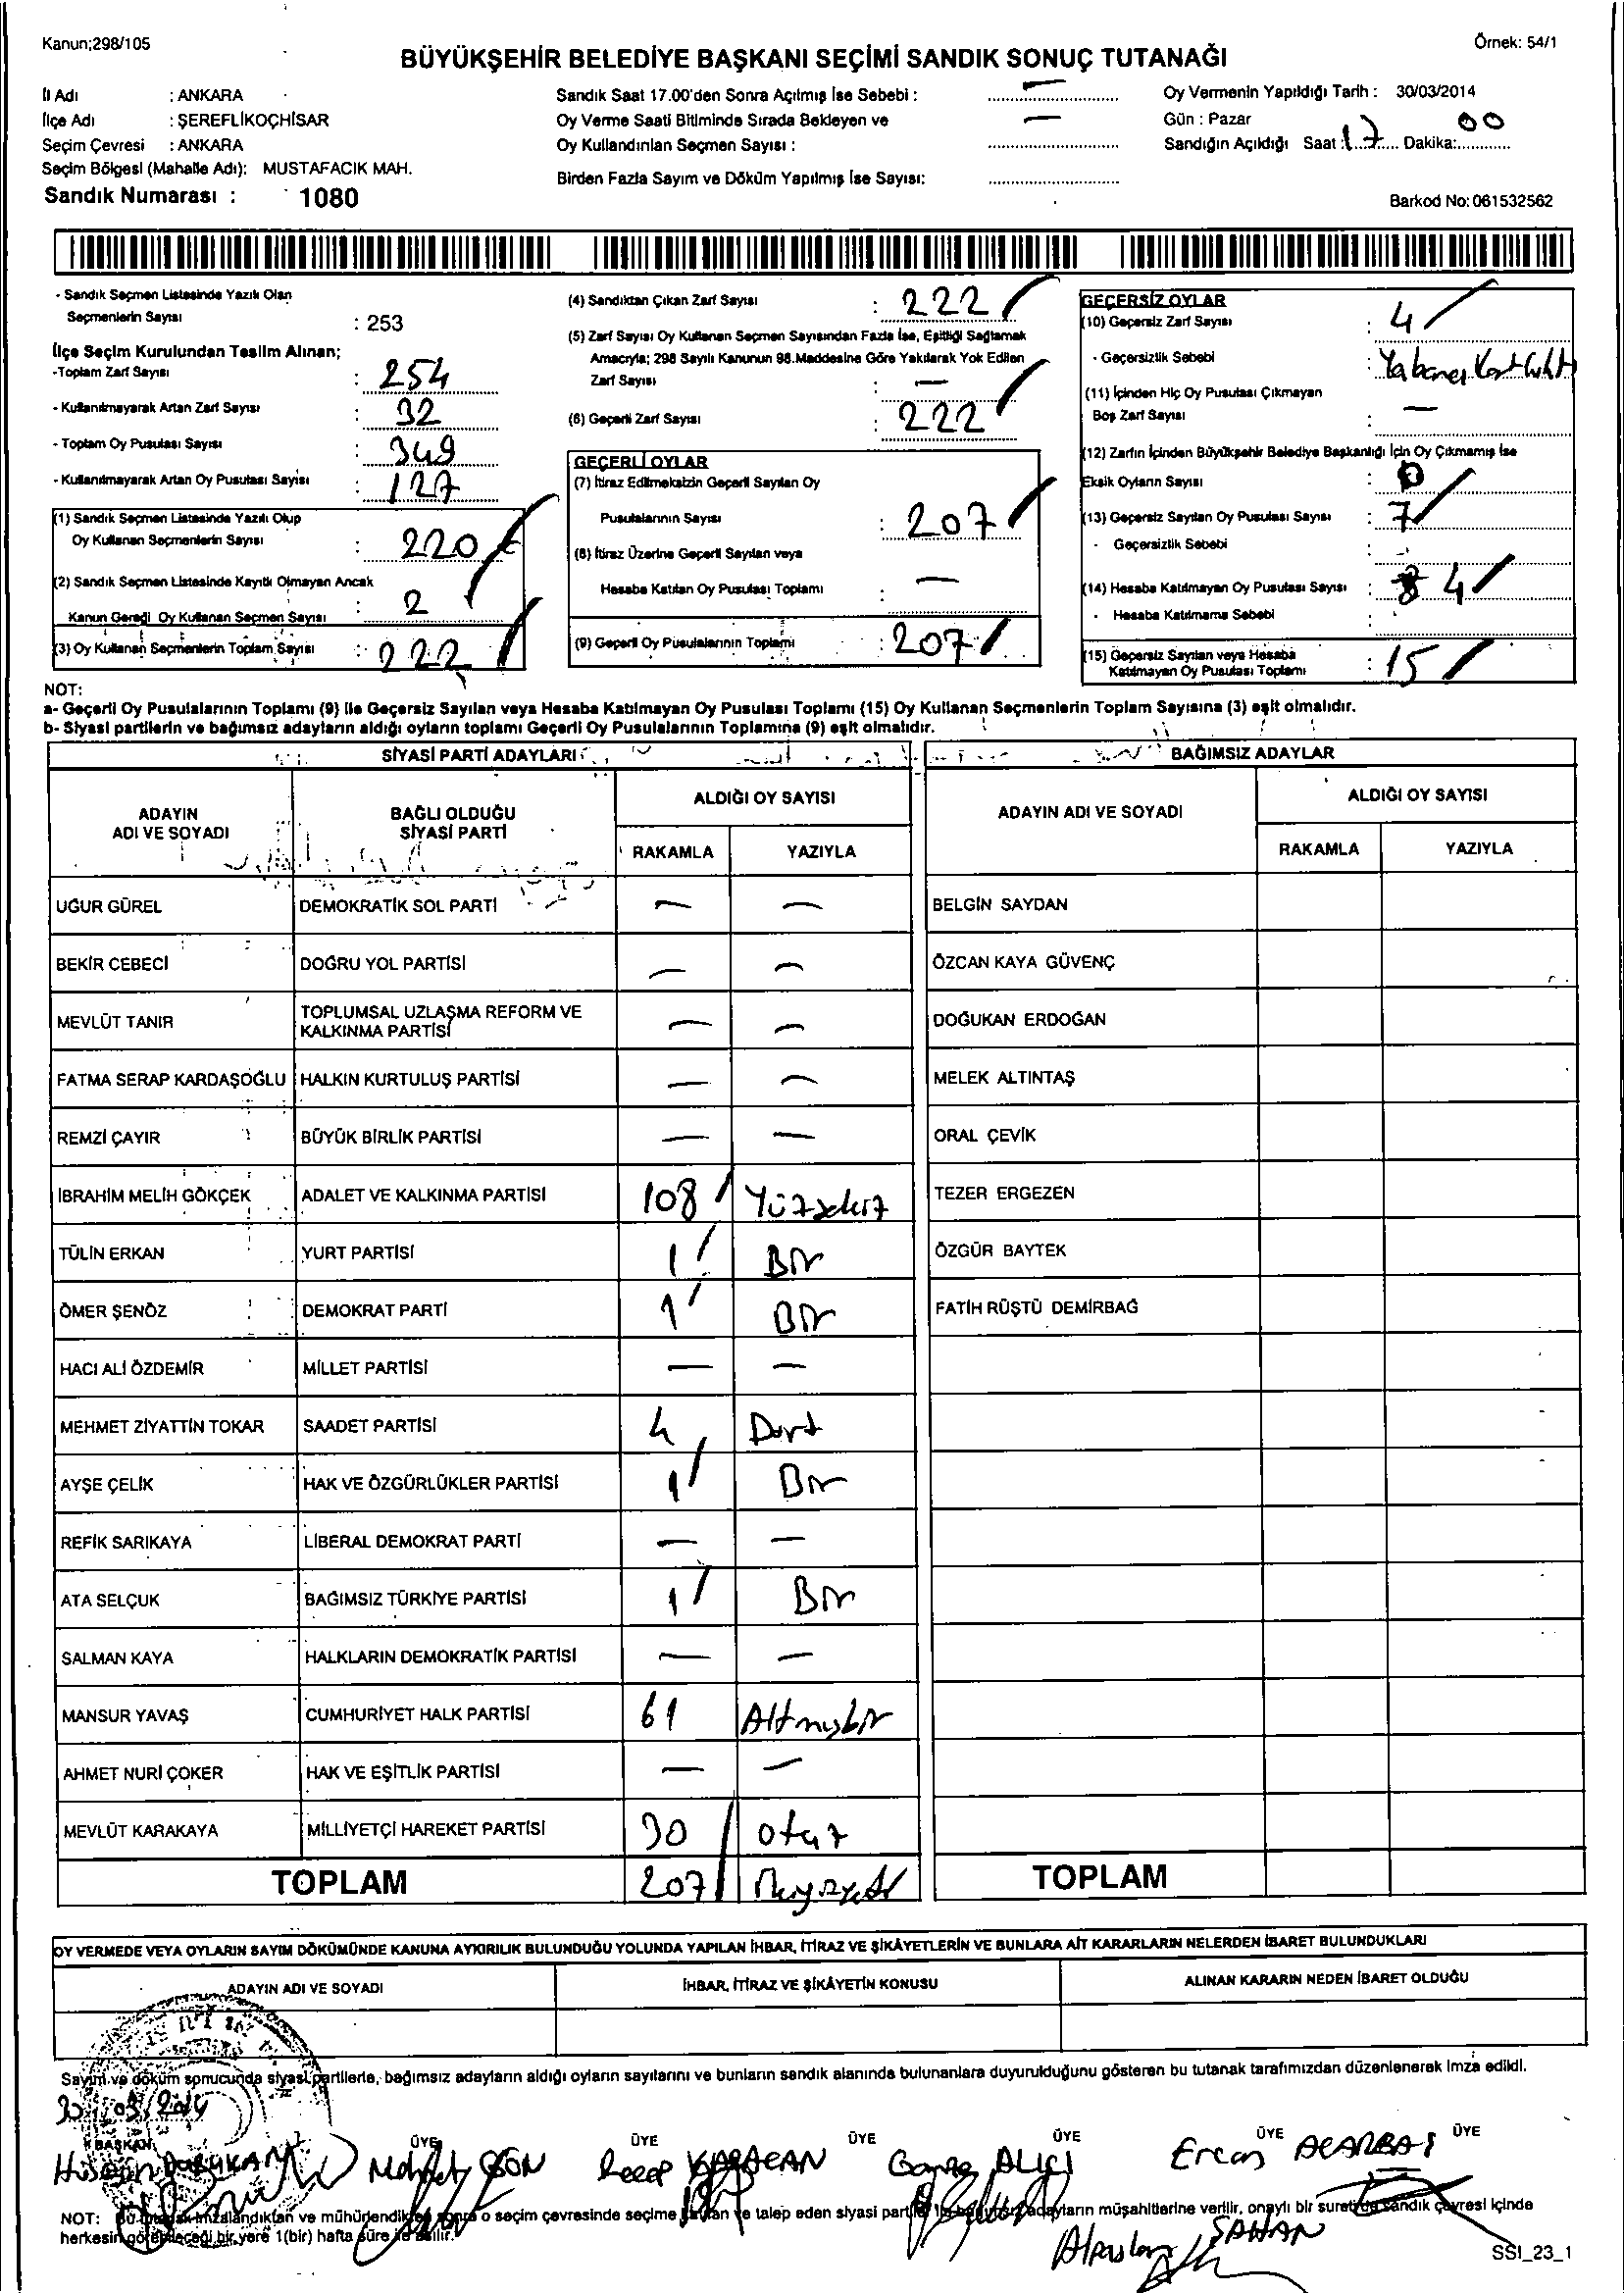 Kanun;298/105
Örnek: 54/1
BÜYÜKŞEHİR BELEDİYE BAŞKANI SEÇİMİ SANDIK SONUÇ TUTANAĞI
İl Adı : ANKARA
İlçe Adı : ŞEREFLİKOÇHİSAR
Seçim Çevresi : ANKARA
Seçim Bölgesi (Mahalle Adı): MUSTAFACIK MAH.
Sandık Numarası : 1080
Sandık Saat 17.00'den Sonra Açılmış İse Sebebi : —
Oy Verme Saati Bitiminde Sırada Bekleyen ve —
Oy Kullandırılan Seçmen Sayısı :
Birden Fazla Sayım ve Döküm Yapılmış İse Sayısı:
Oy Vermenin Yapıldığı Tarih : 30/03/2014
Gün : Pazar
Sandığın Açıldığı Saat : 17 Dakika: 00
Barkod No: 061532562
- Sandık Seçmen Listesinde Yazılı Olan
Seçmenlerin Sayısı : 253
İlçe Seçim Kurulundan Teslim Alınan;
-Toplam Zarf Sayısı : 254
- Kullanılmayarak Artan Zarf Sayısı : 32
- Toplam Oy Pusulası Sayısı : 349
- Kullanılmayarak Artan Oy Pusulası Sayısı : 127
(1) Sandık Seçmen Listesinde Yazılı Olup
Oy Kullanan Seçmenlerin Sayısı : 220
(2) Sandık Seçmen Listesinde Kayıtlı Olmayan Ancak
Kanun Gereği Oy Kullanan Seçmen Sayısı : 2
(3) Oy Kullanan Seçmenlerin Toplam Sayısı : 222
(4) Sandıktan Çıkan Zarf Sayısı : 222
(5) Zarf Sayısı Oy Kullanan Seçmen Sayısından Fazla İse, Eşitliği Sağlamak
Amacıyla; 298 Sayılı Kanunun 98.Maddesine Göre Yakılarak Yok Edilen
Zarf Sayısı : —
(6) Geçerli Zarf Sayısı : 222
GEÇERLİ OYLAR
(7) İtiraz Edilmeksizin Geçerli Sayılan Oy
Pusulalarının Sayısı : 207
(8) İtiraz Üzerine Geçerli Sayılan veya
Hesaba Katılan Oy Pusulası Toplamı : —
(9) Geçerli Oy Pusulalarının Toplamı : 207
GEÇERSİZ OYLAR
(10) Geçersiz Zarf Sayısı : 4
- Geçersizlik Sebebi : Yabancı
(11) İçinden Hiç Oy Pusulası Çıkmayan
Boş Zarf Sayısı : —
(12) Zarfın İçinden Büyükşehir Belediye Başkanlığı İçin Oy Çıkmamış İse
Eksik Oyların Sayısı : 0
(13) Geçersiz Sayılan Oy Pusulası Sayısı : 7
- Geçersizlik Sebebi :
(14) Hesaba Katılmayan Oy Pusulası Sayısı : 4
- Hesaba Katılmama Sebebi :
(15) Geçersiz Sayılan veya Hesaba
Katılmayan Oy Pusulası Toplamı : 15
NOT:
a- Geçerli Oy Pusulalarının Toplamı (9) ile Geçersiz Sayılan veya Hesaba Katılmayan Oy Pusulası Toplamı (15) Oy Kullanan Seçmenlerin Toplam Sayısına (3) eşit olmalıdır.
b- Siyasi partilerin ve bağımsız adayların aldığı oyların toplamı Geçerli Oy Pusulalarının Toplamına (9) eşit olmalıdır.
SİYASİ PARTİ ADAYLARI
ADAYIN ADI VE SOYADI BAĞLI OLDUĞU SİYASİ PARTİ ALDIĞI OY SAYISI
RAKAMLA YAZIYLA
UĞUR GÜREL DEMOKRATİK SOL PARTİ — —
BEKİR CEBECİ DOĞRU YOL PARTİSİ — —
MEVLÜT TANIR TOPLUMSAL UZLAŞMA REFORM VE KALKINMA PARTİSİ — —
FATMA SERAP KARDAŞOĞLU HALKIN KURTULUŞ PARTİSİ — —
REMZİ ÇAYIR BÜYÜK BİRLİK PARTİSİ — —
İBRAHİM MELİH GÖKÇEK ADALET VE KALKINMA PARTİSİ 108 Yüzsekiz
TÜLİN ERKAN YURT PARTİSİ 1 Bir
ÖMER ŞENÖZ DEMOKRAT PARTİ 1 Bir
HACI ALİ ÖZDEMİR MİLLET PARTİSİ — —
MEHMET ZİYATTİN TOKAR SAADET PARTİSİ 4 Dört
AYŞE ÇELİK HAK VE ÖZGÜRLÜKLER PARTİSİ 1 Bir
REFİK SARIKAYA LİBERAL DEMOKRAT PARTİ — —
ATA SELÇUK BAĞIMSIZ TÜRKİYE PARTİSİ 1 Bir
SALMAN KAYA HALKLARIN DEMOKRATİK PARTİSİ — —
MANSUR YAVAŞ CUMHURİYET HALK PARTİSİ 61 Altmışbir
AHMET NURİ ÇOKER HAK VE EŞİTLİK PARTİSİ — —
MEVLÜT KARAKAYA MİLLİYETÇİ HAREKET PARTİSİ 30 Otuz
TOPLAM 207
BAĞIMSIZ ADAYLAR
ADAYIN ADI VE SOYADI ALDIĞI OY SAYISI
RAKAMLA YAZIYLA
BELGİN SAYDAN
ÖZCAN KAYA GÜVENÇ
DOĞUKAN ERDOĞAN
MELEK ALTINTAŞ
ORAL ÇEVİK
TEZER ERGEZEN
ÖZGÜR BAYTEK
FATİH RÜŞTÜ DEMİRBAĞ
TOPLAM
OY VERMEDE VEYA OYLARIN SAYIM DÖKÜMÜNDE KANUNA AYKIRILIK BULUNDUĞU YOLUNDA YAPILAN İHBAR, İTİRAZ VE ŞİKÂYETLERİN VE BUNLARA AİT KARARLARIN NELERDEN İBARET BULUNDUKLARI
ADAYIN ADI VE SOYADI İHBAR, İTİRAZ VE ŞİKÂYETİN KONUSU ALINAN KARARIN NEDEN İBARET OLDUĞU
Sayım ve döküm sonucunda siyasi partilerle, bağımsız adayların aldığı oyların sayılarını ve bunların sandık alanında bulunanlara duyurulduğunu gösteren bu tutanak tarafımızdan düzenlenerek imza edildi.
30/03/2014
BAŞKAN ÜYE ÜYE ÜYE ÜYE ÜYE ÜYE
Hüseyin Mehmet Recep KARACAN ALICI Ercan ACARBAŞ
NOT: Bu tutanak imzalandıktan ve mühürlendikten sonra o seçim çevresinde seçime katılan ve talep eden siyasi parti ile bağımsız adayların müşahitlerine verilir, onaylı bir sureti de sandık çevresi içinde
herkesin görebileceği bir yere 1(bir) hafta süre ile asılır.
Alpaslan ŞAHAN
SSI_23_1